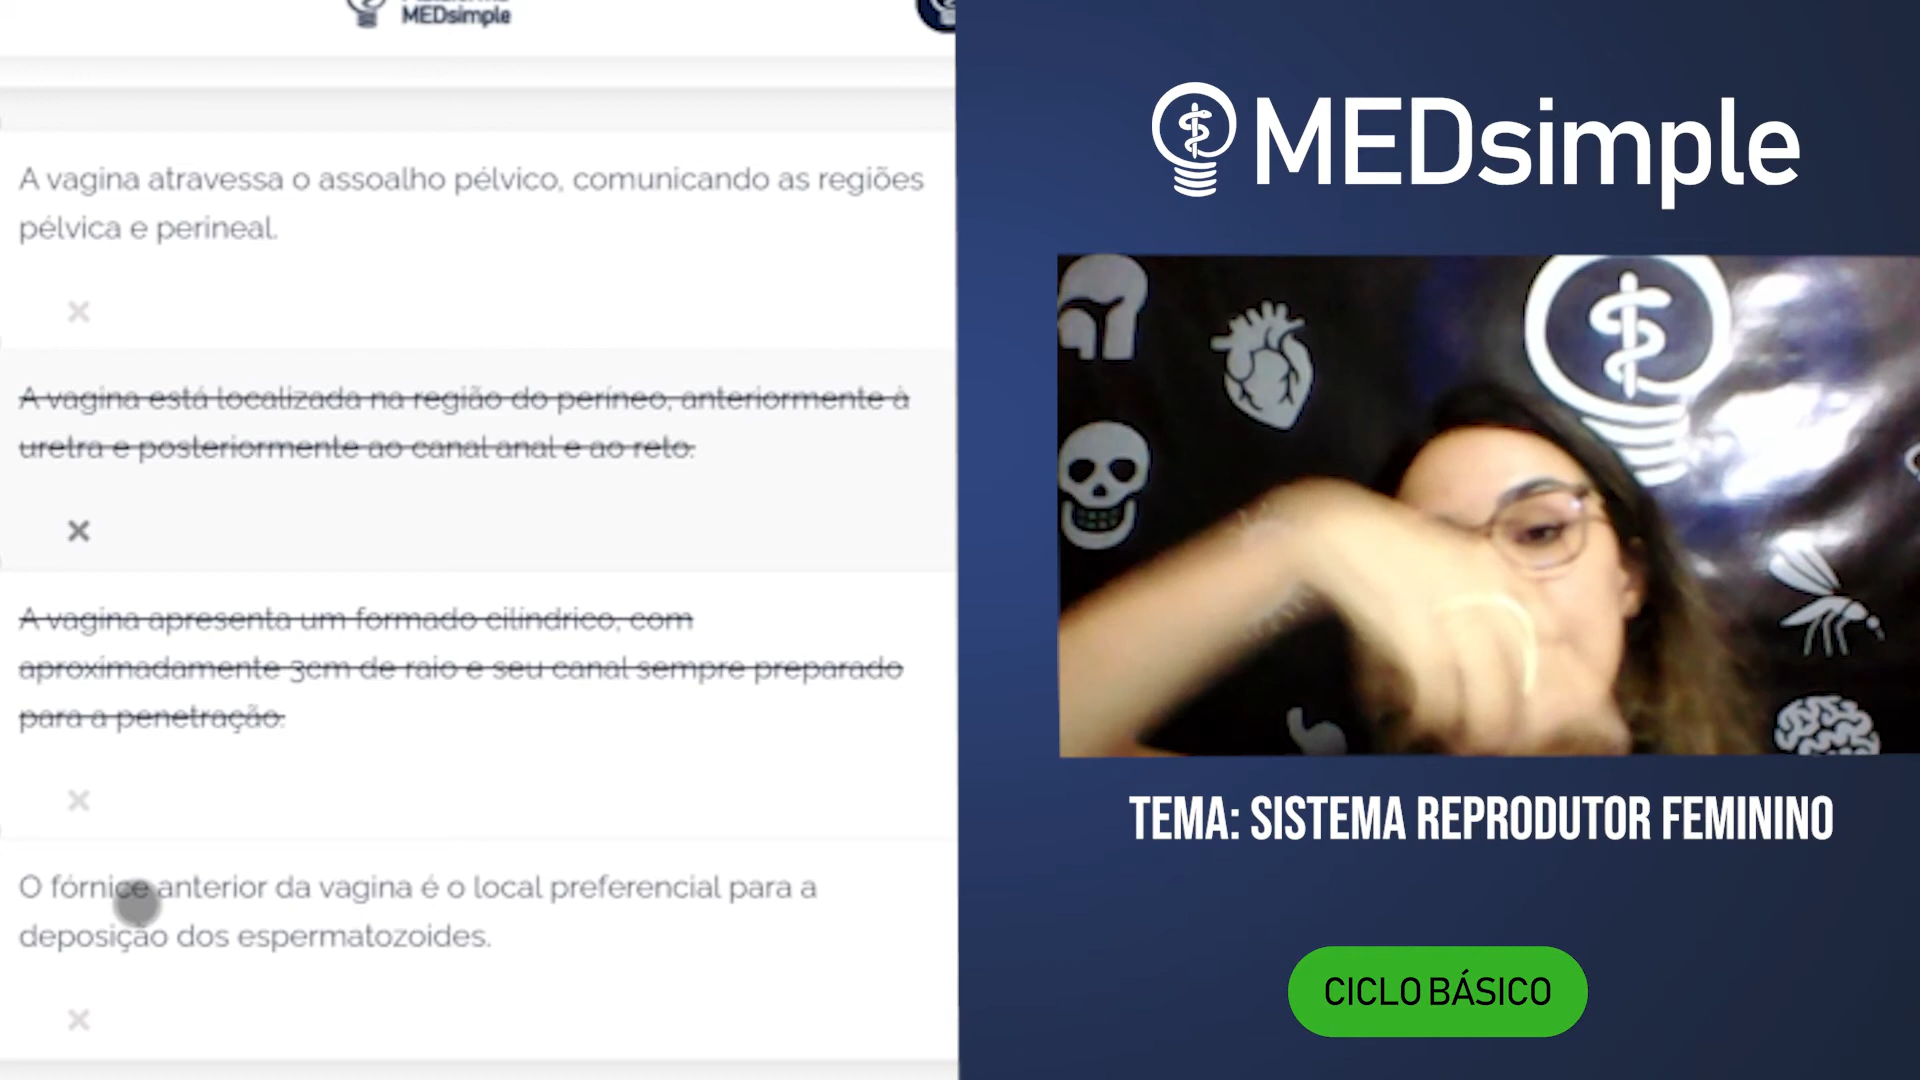 MEDsimple
A vagina atravessa o assoalho pélvico, comunicando as regiões
pélvica e perineal.
A vagina está localizada na região do períneo, anteriormente à
uretra e posteriormente ao canal anal e ao reto.
A vagina apresenta um formado cilíndrico, com
aproximadamente 3cm de raio e seu canal sempre preparado
para a penetração.
O fórnice anterior da vagina é o local preferencial para a
deposição dos espermatozoides.
MEDsimple
TEMA: SISTEMA REPRODUTOR FEMININO
CICLO BÁSICO